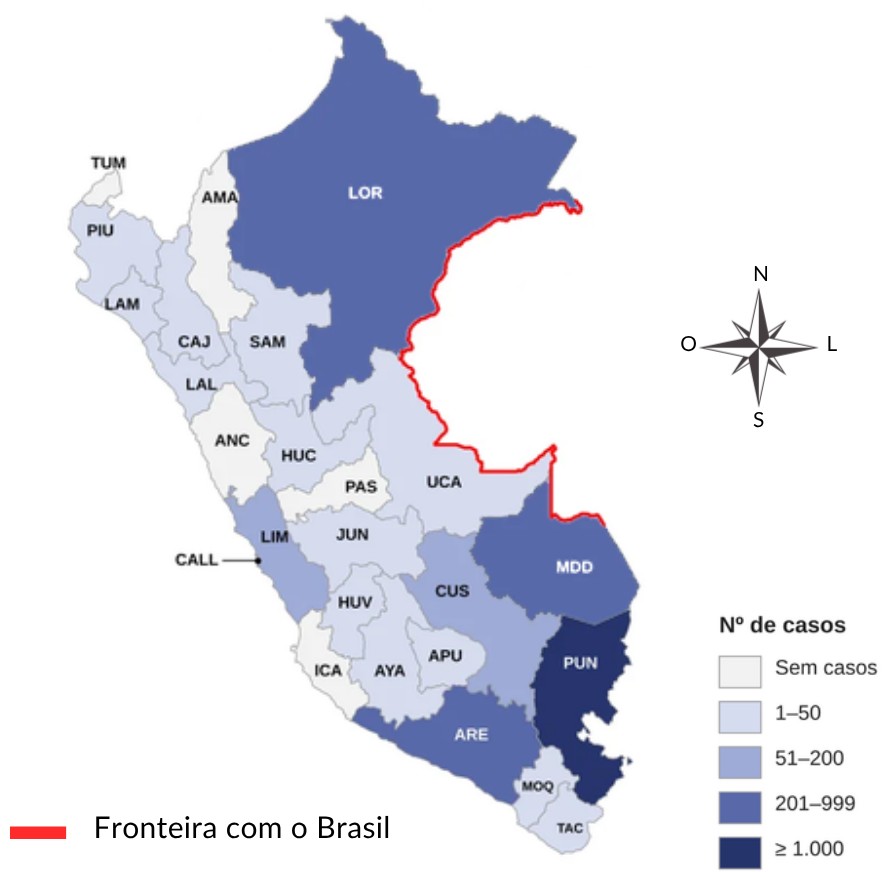 TUM
AMA
LOR
PIU
LAM
CAJ
SAM
LAL
ANC
HUC
PAS
UCA
LIM
JUN
CALL
MDD
CUS
HUV
ICA
AYA
APU
PUN
ARE
MOQ
TAC
N
O
L
S
Nº de casos
Sem casos
1–50
51–200
201–999
≥ 1.000
Fronteira com o Brasil